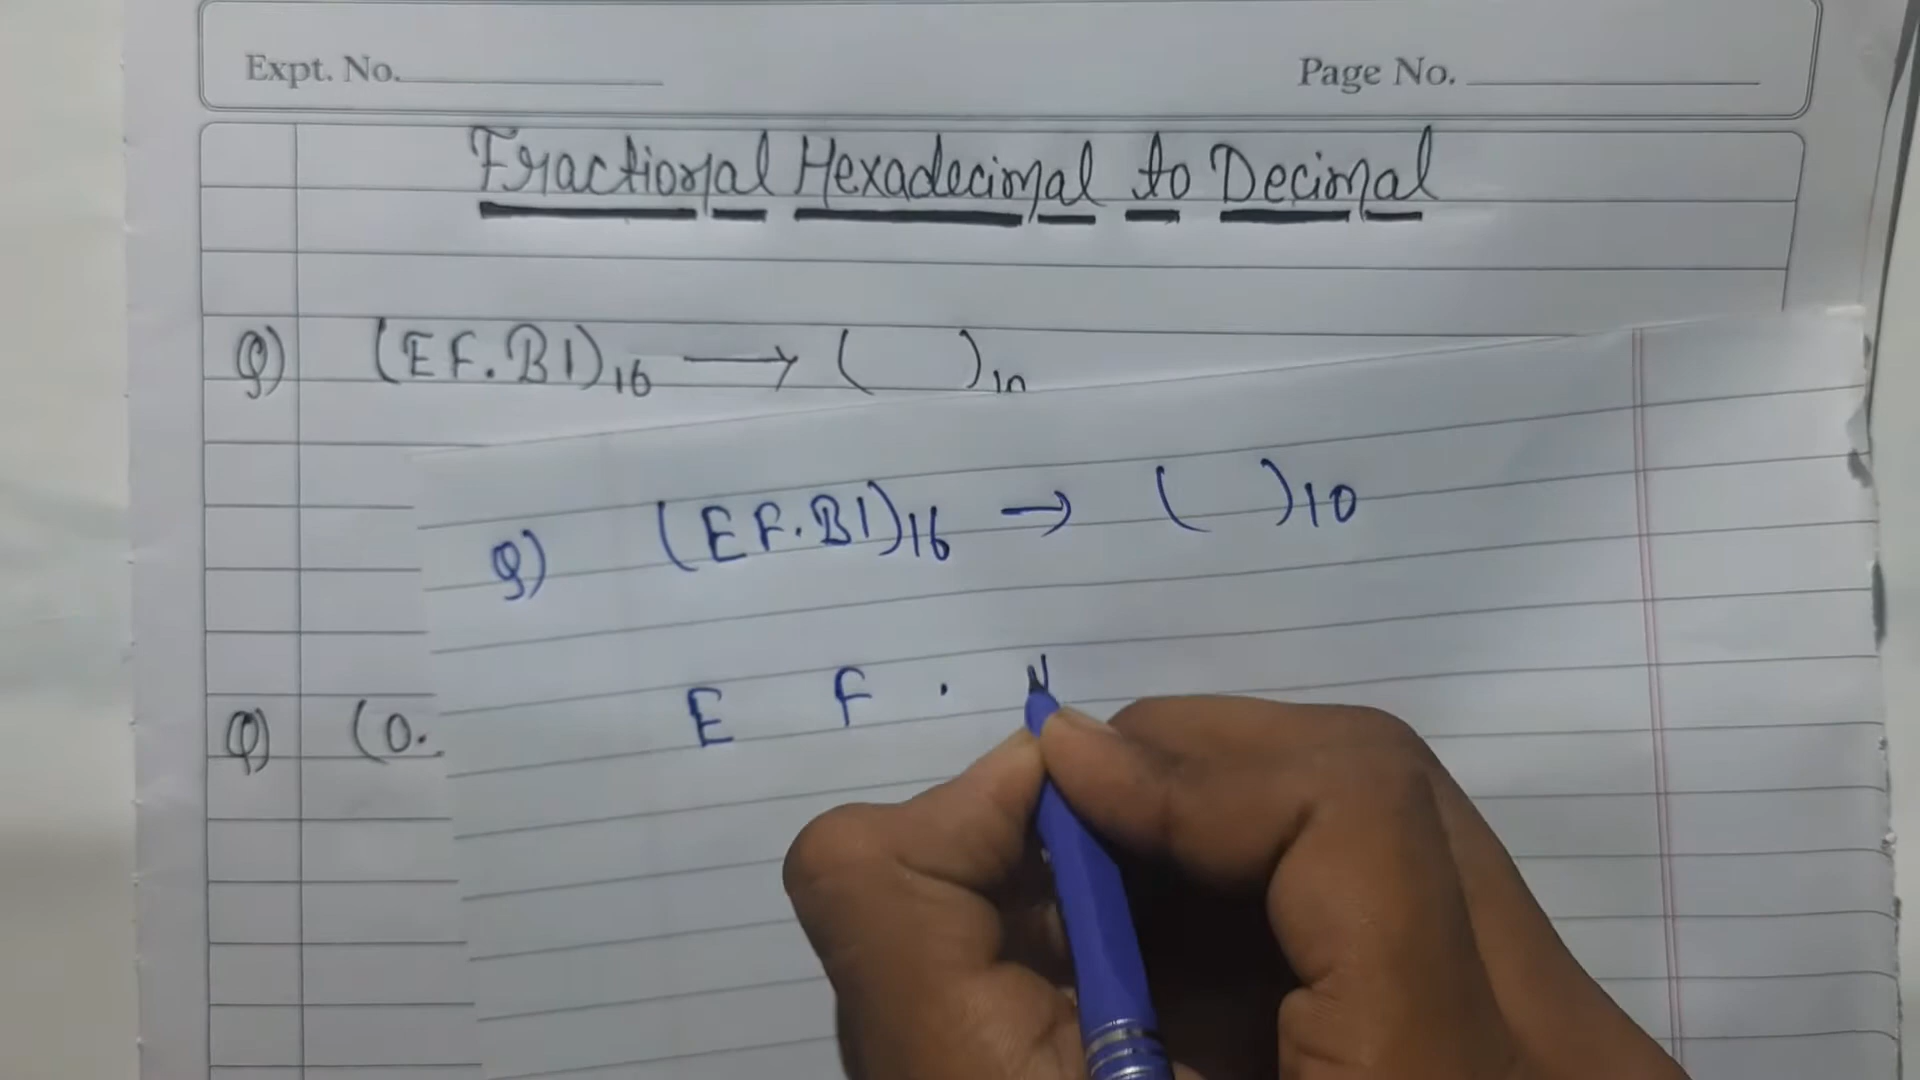 Expt. No. Page No.
Fractional Hexadecimal to Decimal
Q) (EF.B1)₁₆ → ( )₁₀
Q) (EF.B1)₁₆ → ( )₁₀
E F .
Q) (0.